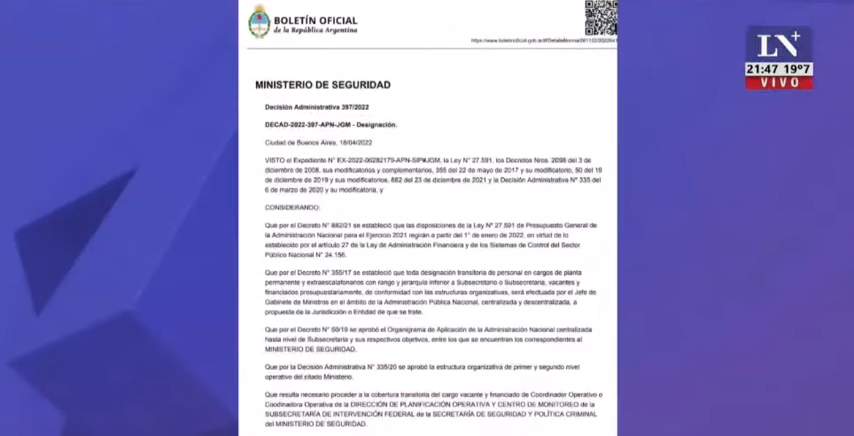 BOLETÍN OFICIAL
de la República Argentina
LN+
21:47 19º7
VIVO
MINISTERIO DE SEGURIDAD
Decisión Administrativa 397/2022
DECAD-2022-397-APN-JGM - Designación.
Ciudad de Buenos Aires, 18/04/2022
VISTO el Expediente N° EX-2022-06282179-APN-SIP#JGM, la Ley N° 27.591, los Decretos Nros. 2098 del 3 de
diciembre de 2008, sus modificatorios y complementarios, 355 del 22 de mayo de 2017 y su modificatorio, 50 del 19
de diciembre de 2019 y sus modificatorios, 882 del 23 de diciembre de 2021 y la Decisión Administrativa N° 335 del
6 de marzo de 2020 y su modificatoria, y
CONSIDERANDO:
Que por el Decreto N° 882/21 se estableció que las disposiciones de la Ley N° 27.591 de Presupuesto General de
la Administración Nacional para el Ejercicio 2021 regirán a partir del 1° de enero de 2022, en virtud de lo
establecido por el artículo 27 de la Ley de Administración Financiera y de los Sistemas de Control del Sector
Público Nacional N° 24.156.
Que por el Decreto N° 355/17 se estableció que toda designación transitoria de personal en cargos de planta
permanente y extraescalafonarios con rango y jerarquía inferior a Subsecretario o Subsecretaria, vacantes y
financiados presupuestariamente, de conformidad con las estructuras organizativas, será efectuada por el Jefe de
Gabinete de Ministros en el ámbito de la Administración Pública Nacional, centralizada y descentralizada, a
propuesta de la Jurisdicción o Entidad de que se trate.
Que por el Decreto N° 50/19 se aprobó el Organigrama de Aplicación de la Administración Nacional centralizada
hasta nivel de Subsecretaría y sus respectivos objetivos, entre los que se encuentran los correspondientes al
MINISTERIO DE SEGURIDAD.
Que por la Decisión Administrativa N° 335/20 se aprobó la estructura organizativa de primer y segundo nivel
operativo del citado Ministerio.
Que resulta necesario proceder a la cobertura transitoria del cargo vacante y financiado de Coordinador Operativo o
Coordinadora Operativa de la DIRECCIÓN DE PLANIFICACIÓN OPERATIVA Y CENTRO DE MONITOREO de la
SUBSECRETARÍA DE INTERVENCIÓN FEDERAL de la SECRETARÍA DE SEGURIDAD Y POLÍTICA CRIMINAL
del MINISTERIO DE SEGURIDAD.